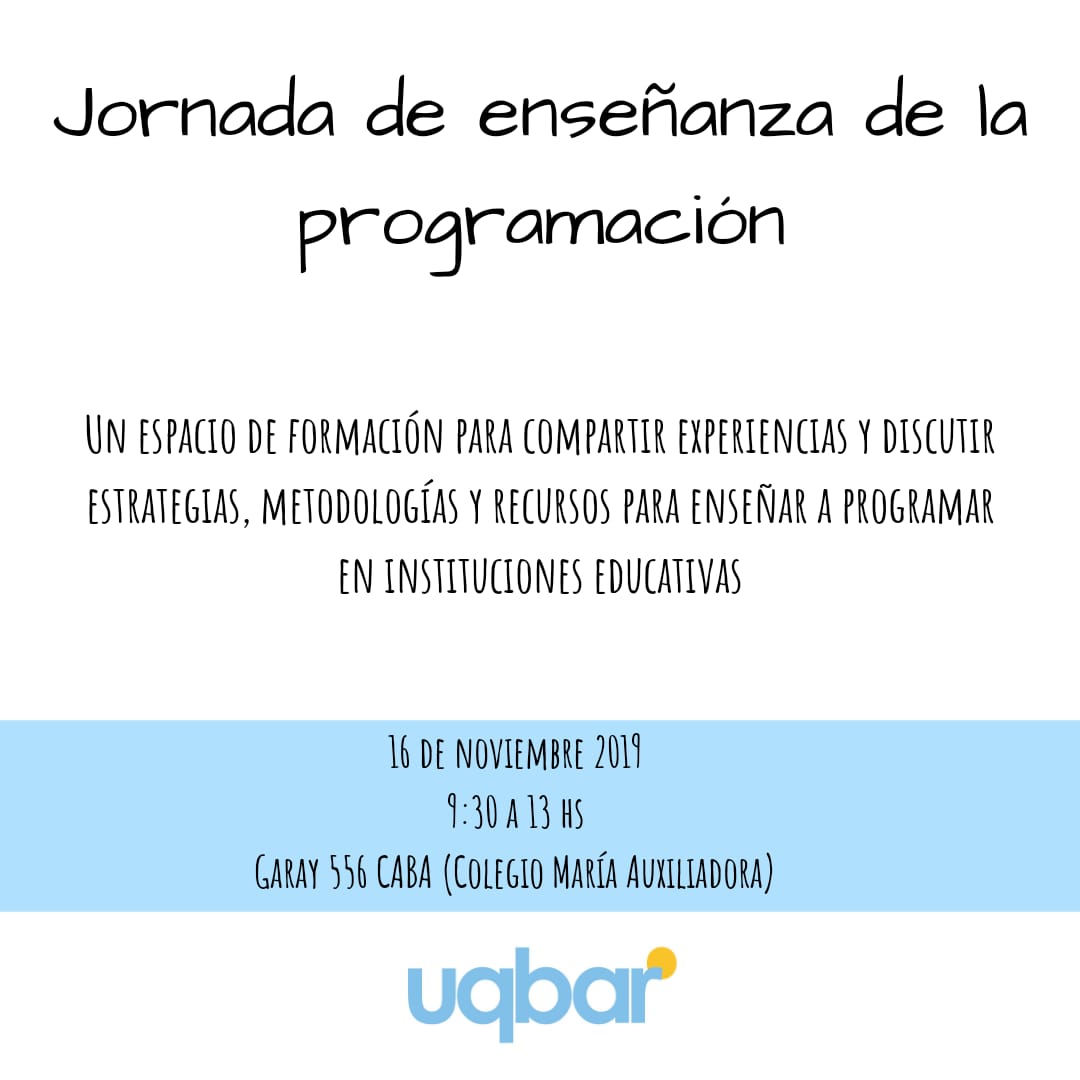 Jornada de enseñanza de la
programación
Un espacio de formación para compartir experiencias y discutir
estrategias, metodologías y recursos para enseñar a programar
en instituciones educativas
16 de noviembre 2019
9:30 a 13 hs
Garay 556 CABA (Colegio María Auxiliadora)
uqbar